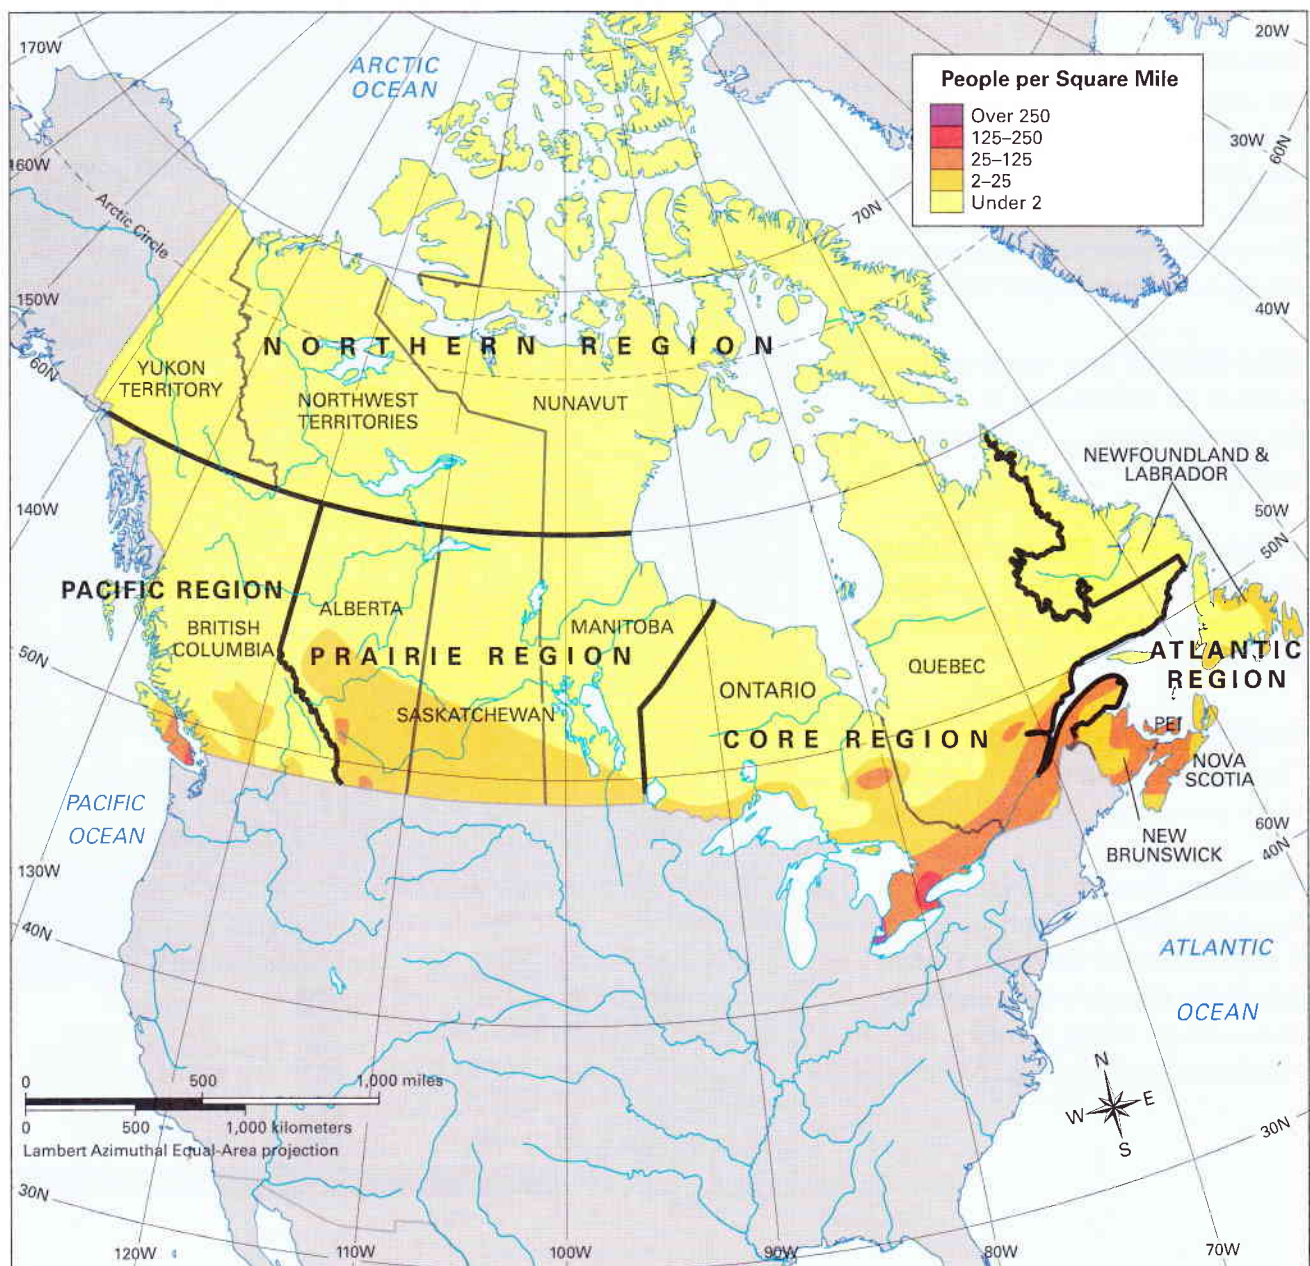 170W
ARCTIC
OCEAN
20W
People per Square Mile
Over 250
125–250
25–125
2–25
Under 2
30W
60N
160W
Arctic Circle
70N
150W
40W
NORTHERN REGION
60N
YUKON
TERRITORY
NORTHWEST
TERRITORIES
NUNAVUT
NEWFOUNDLAND &
LABRADOR
140W
50W
50N
PACIFIC REGION
BRITISH
COLUMBIA
ALBERTA
PRAIRIE REGION
MANITOBA
SASKATCHEWAN
50N
ONTARIO
QUEBEC
CORE REGION
ATLANTIC
REGION
PEI
NOVA
SCOTIA
NEW
BRUNSWICK
PACIFIC
OCEAN
60W
40N
130W
40N
ATLANTIC
OCEAN
0 500 1,000 miles
0 500 1,000 kilometers
Lambert Azimuthal Equal-Area projection
N
W E
S
30N
30N
120W
110W
100W
90W
80W
70W